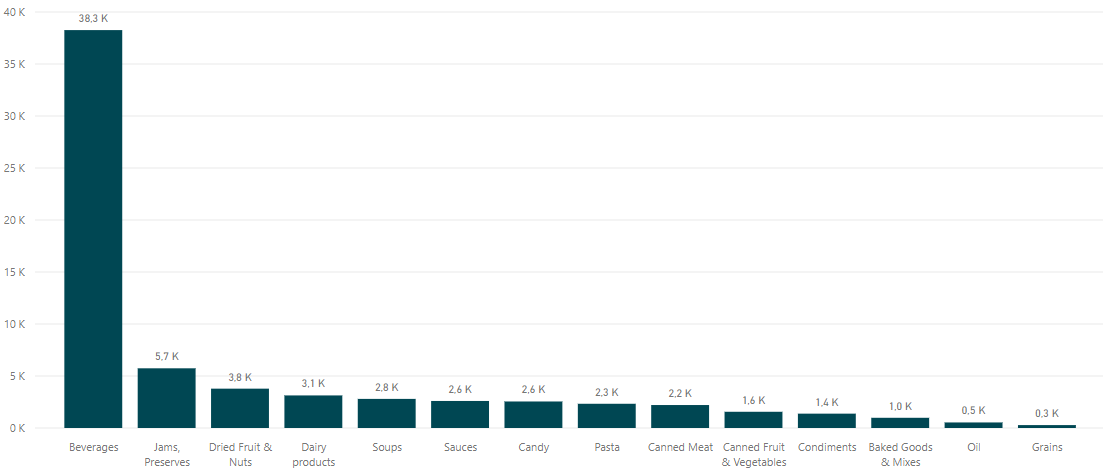 40 K
35 K
30 K
25 K
20 K
15 K
10 K
5 K
0 K
38,3 K
5,7 K
3,8 K
3,1 K
2,8 K
2,6 K
2,6 K
2,3 K
2,2 K
1,6 K
1,4 K
1,0 K
0,5 K
0,3 K
Beverages
Jams,
Preserves
Dried Fruit &
Nuts
Dairy
products
Soups
Sauces
Candy
Pasta
Canned Meat
Canned Fruit
& Vegetables
Condiments
Baked Goods
& Mixes
Oil
Grains